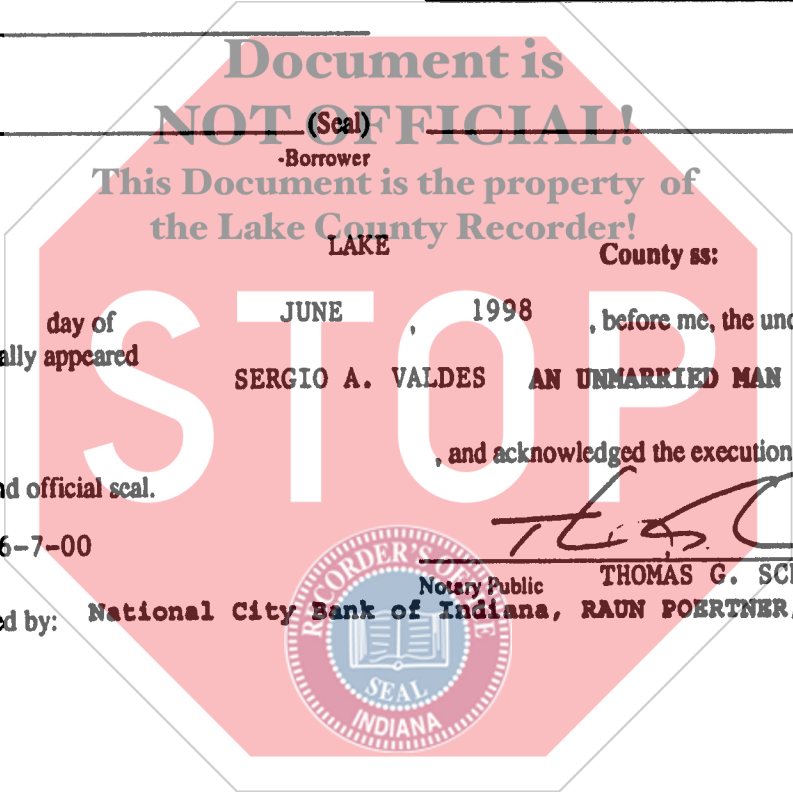 Document is
NOT OFFICIAL!
(Seal)
-Borrower
This Document is the property of
the Lake County Recorder!
LAKE County ss:
day of JUNE , 1998 , before me, the und
ally appeared
SERGIO A. VALDES AN UNMARRIED MAN
STOP
, and acknowledged the execution
nd official seal.
6-7-00
Notary Public THOMAS G. SCH
ed by: National City Bank of Indiana, RAUN POERTNER,
RECORDER'S OFFICE
SEAL
INDIANA